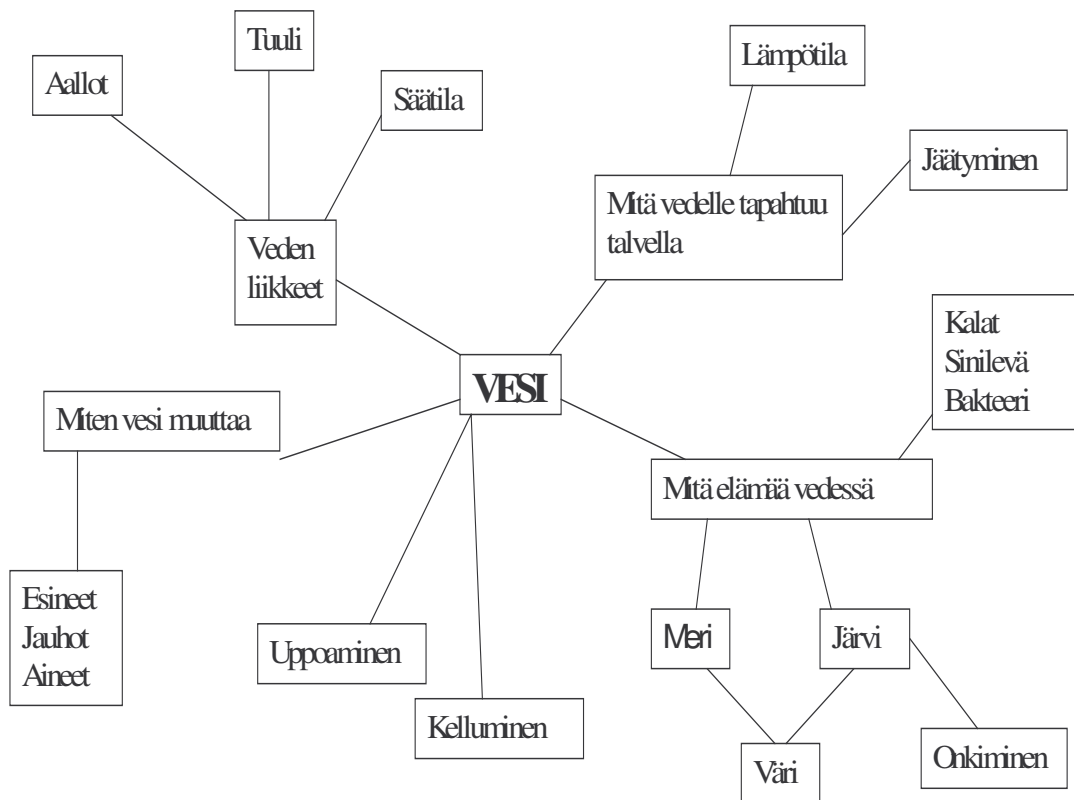 Tuuli
Aallot
Säätila
Lämpötila
Jäätyminen
Mitä vedelle tapahtuu
talvella
Veden
liikkeet
Kalat
Sinilevä
Bakteeri
VESI
Miten vesi muuttaa
Mitä elämää vedessä
Esineet
Jauhot
Aineet
Uppoaminen
Kelluminen
Meri
Järvi
Väri
Onkiminen